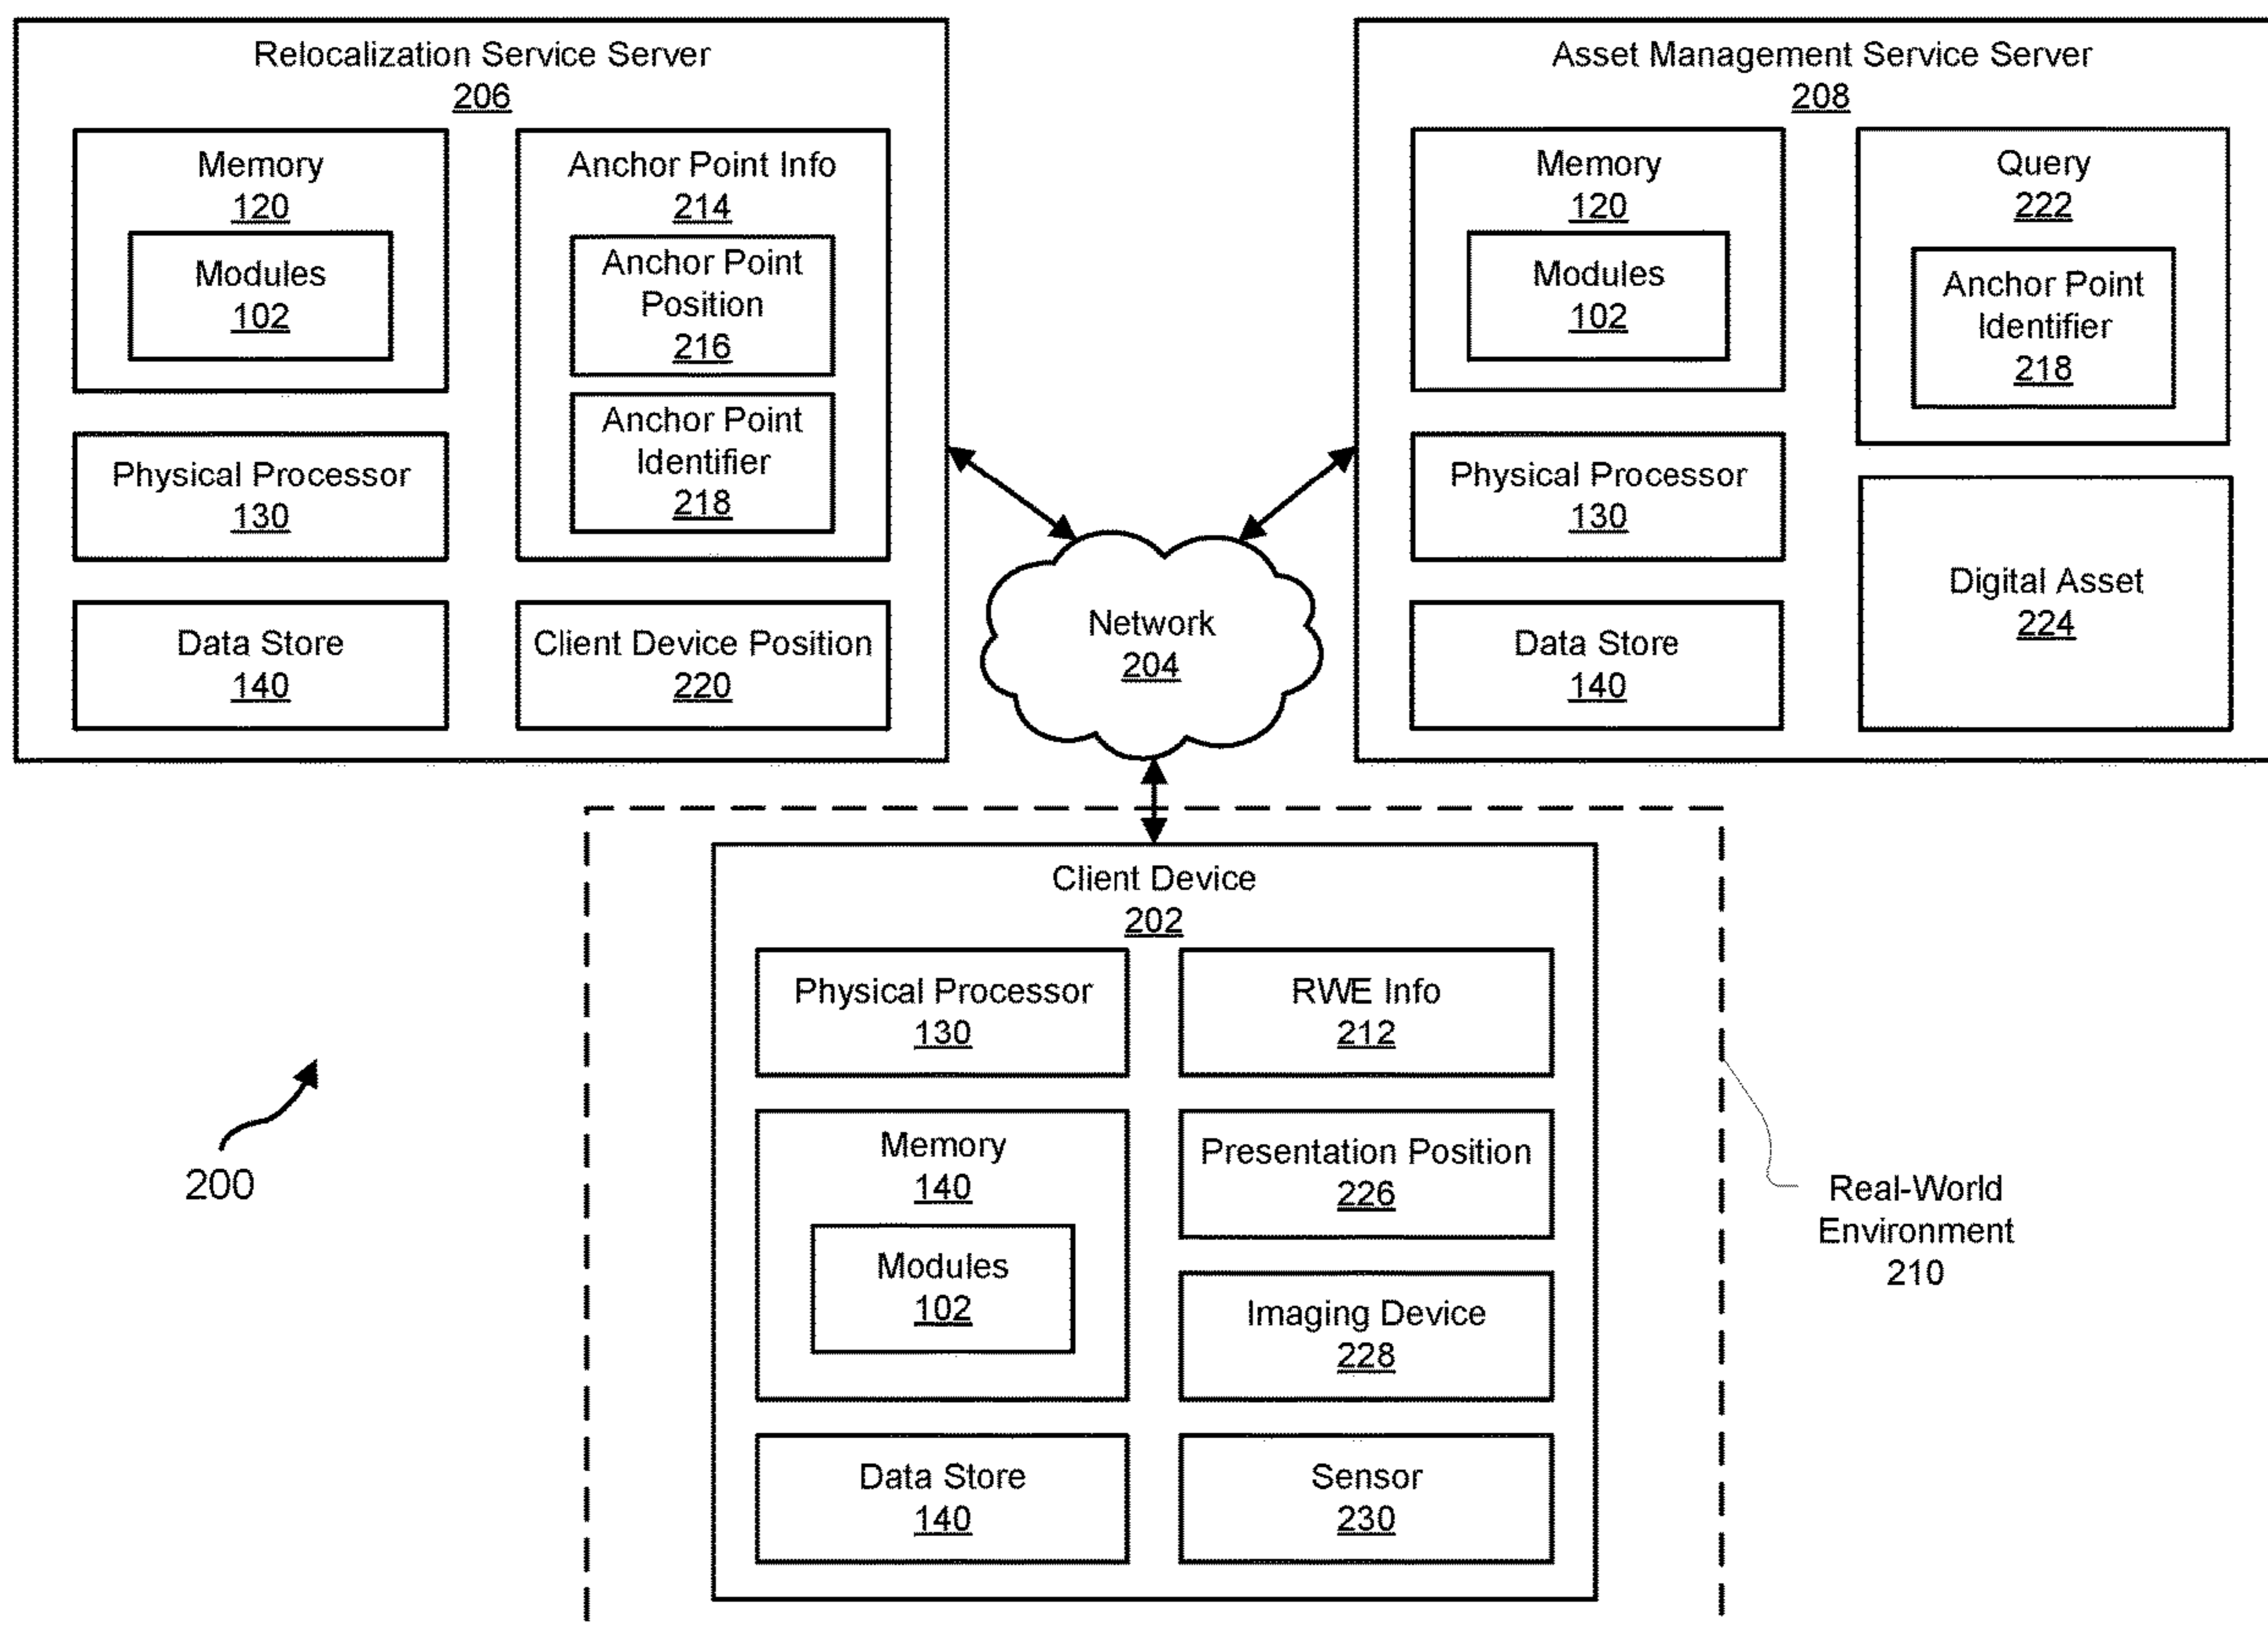 Relocalization Service Server
206
Memory
120
Modules
102
Physical Processor
130
Data Store
140
Anchor Point Info
214
Anchor Point
Position
216
Anchor Point
Identifier
218
Client Device Position
220
Asset Management Service Server
208
Memory
120
Modules
102
Physical Processor
130
Data Store
140
Query
222
Anchor Point
Identifier
218
Digital Asset
224
Network
204
Client Device
202
Physical Processor
130
Memory
140
Modules
102
Data Store
140
RWE Info
212
Presentation Position
226
Imaging Device
228
Sensor
230
200
Real-World
Environment
210